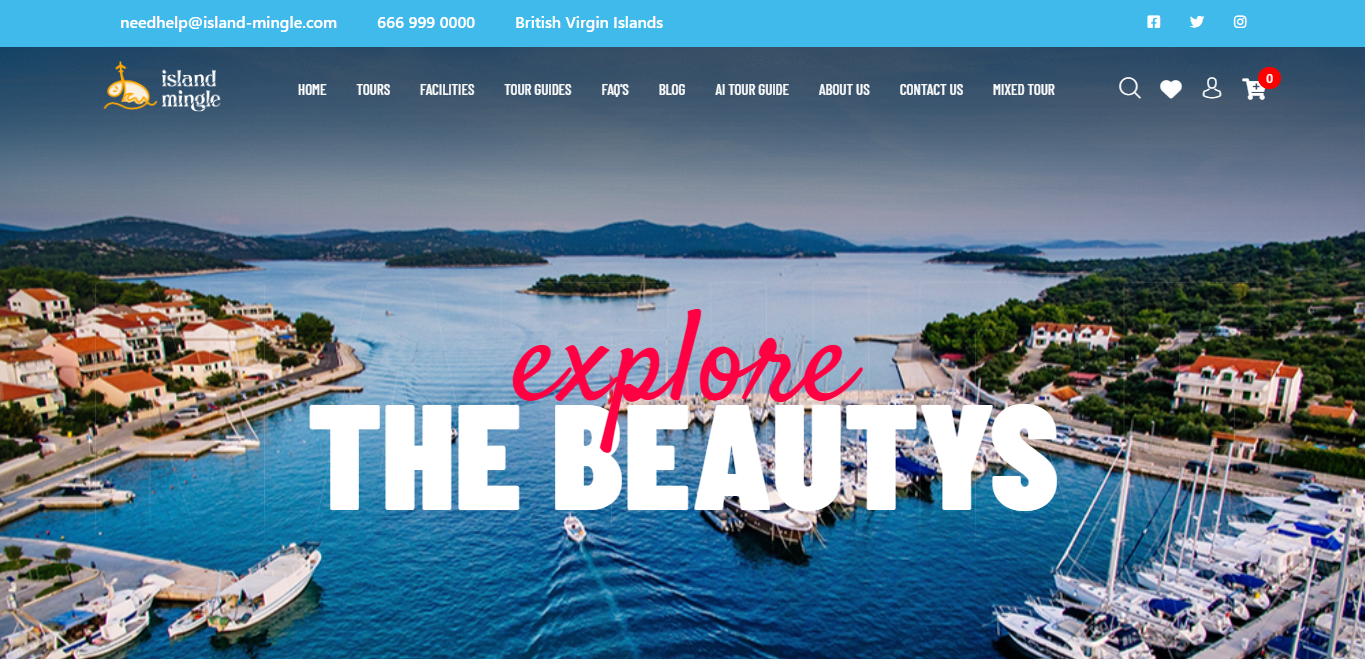 needhelp@island-mingle.com 666 999 0000 British Virgin Islands
island
mingle
HOME TOURS FACILITIES TOUR GUIDES FAQ'S BLOG AI TOUR GUIDE ABOUT US CONTACT US MIXED TOUR
0
explore
THE BEAUTYS